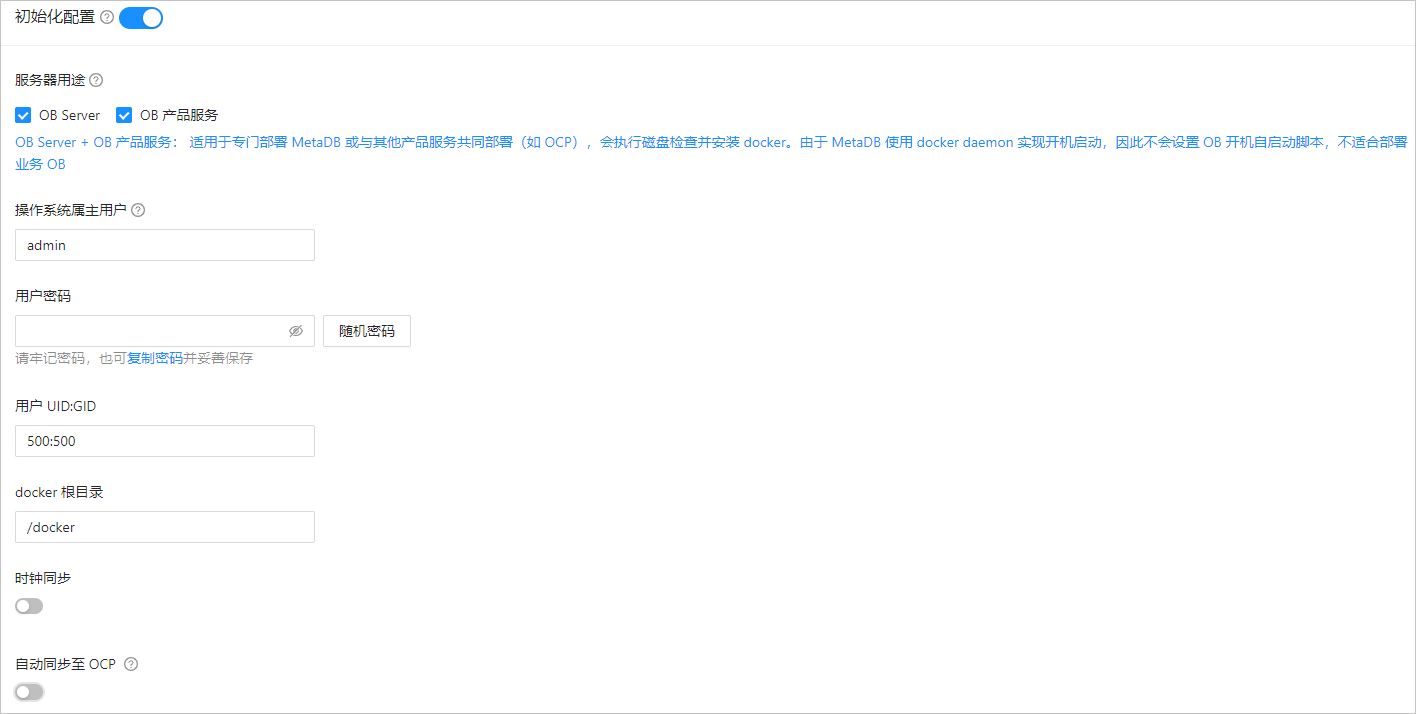 初始化配置
服务器用途
OB Server OB 产品服务
OB Server + OB 产品服务： 适用于专门部署 MetaDB 或与其他产品服务共同部署（如 OCP），会执行磁盘检查并安装 docker。由于 MetaDB 使用 docker daemon 实现开机启动，因此不会设置 OB 开机自启动脚本，不适合部署
业务 OB
操作系统属主用户
admin
用户密码
随机密码
请牢记密码，也可复制密码并妥善保存
用户 UID:GID
500:500
docker 根目录
/docker
时钟同步
自动同步至 OCP